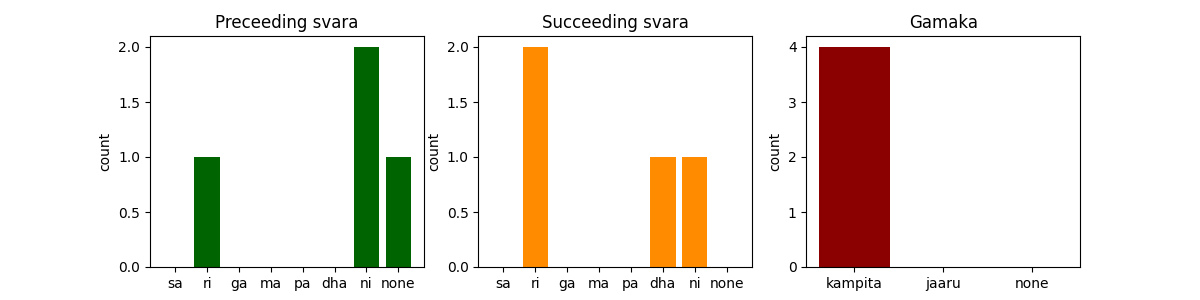 Preceeding svara
count
2.0
1.5
1.0
0.5
0.0
sa ri ga ma pa dha ni none
Succeeding svara
count
2.0
1.5
1.0
0.5
0.0
sa ri ga ma pa dha ni none
Gamaka
count
4
3
2
1
0
kampita jaaru none